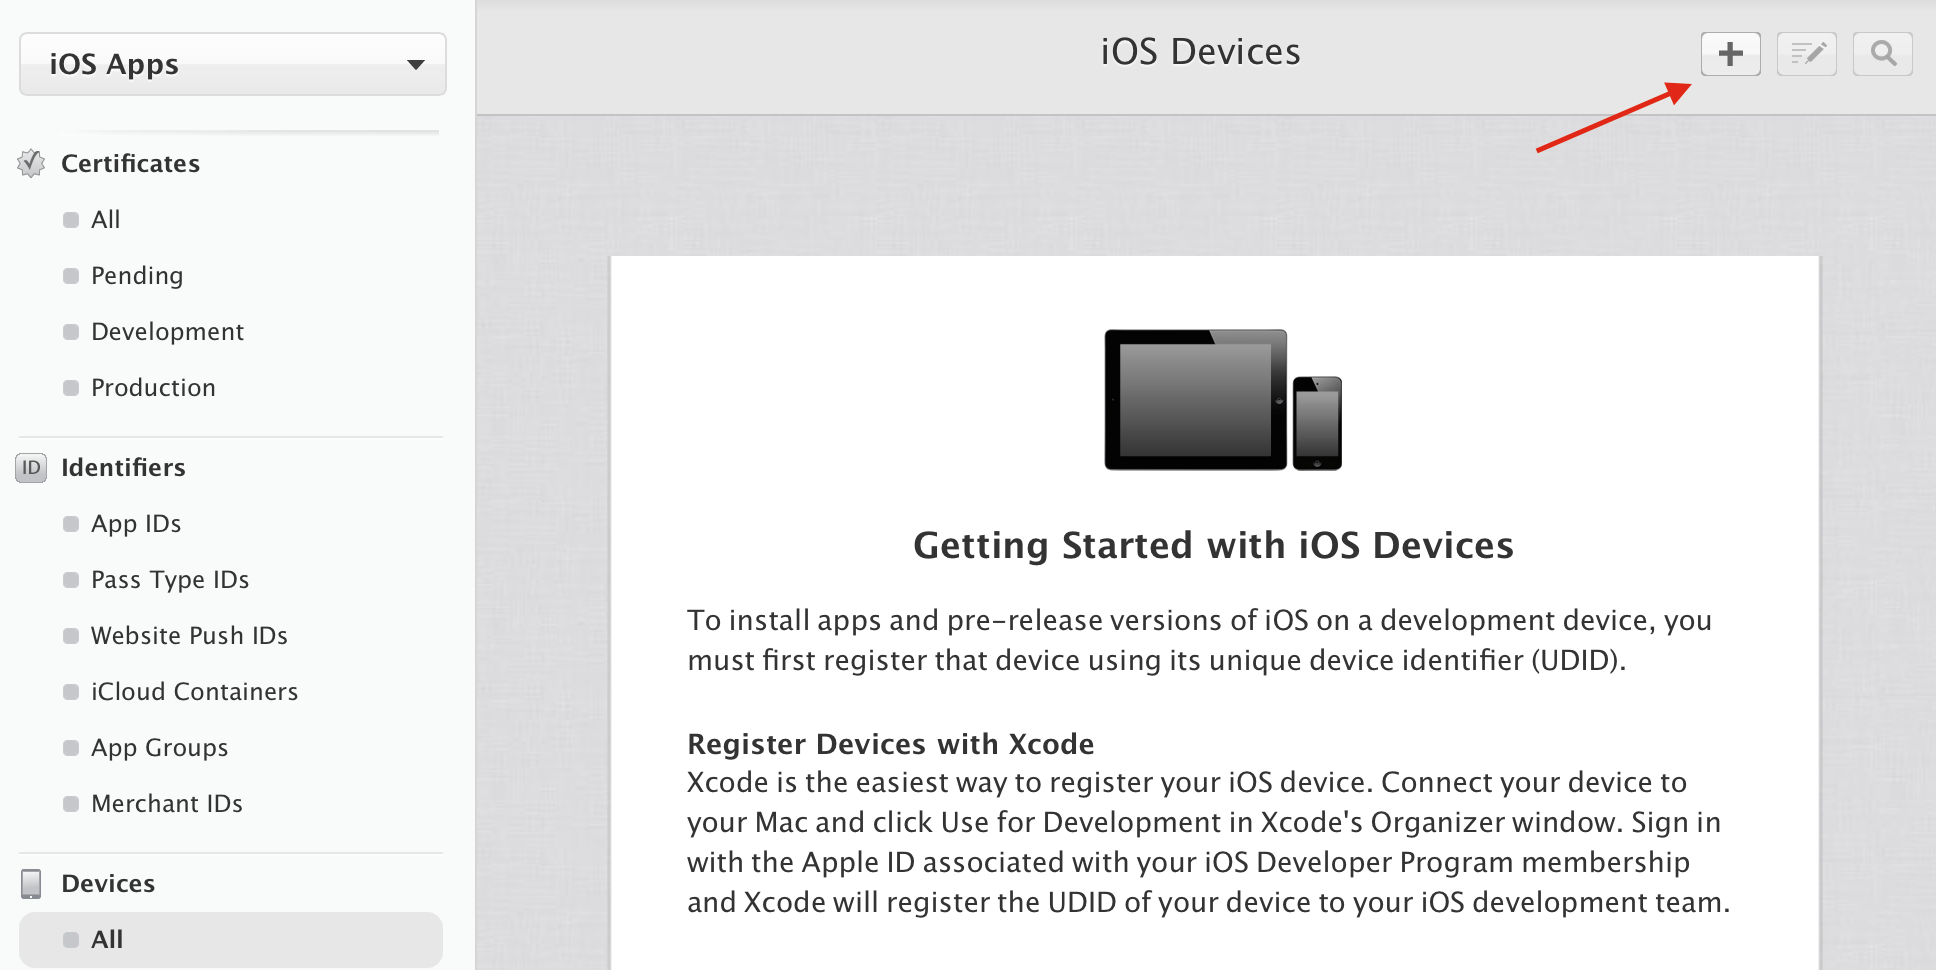 iOS Apps
Certificates
All
Pending
Development
Production
ID Identifiers
App IDs
Pass Type IDs
Website Push IDs
iCloud Containers
App Groups
Merchant IDs
Devices
All
iOS Devices
Getting Started with iOS Devices
To install apps and pre-release versions of iOS on a development device, you
must first register that device using its unique device identifier (UDID).
Register Devices with Xcode
Xcode is the easiest way to register your iOS device. Connect your device to
your Mac and click Use for Development in Xcode's Organizer window. Sign in
with the Apple ID associated with your iOS Developer Program membership
and Xcode will register the UDID of your device to your iOS development team.